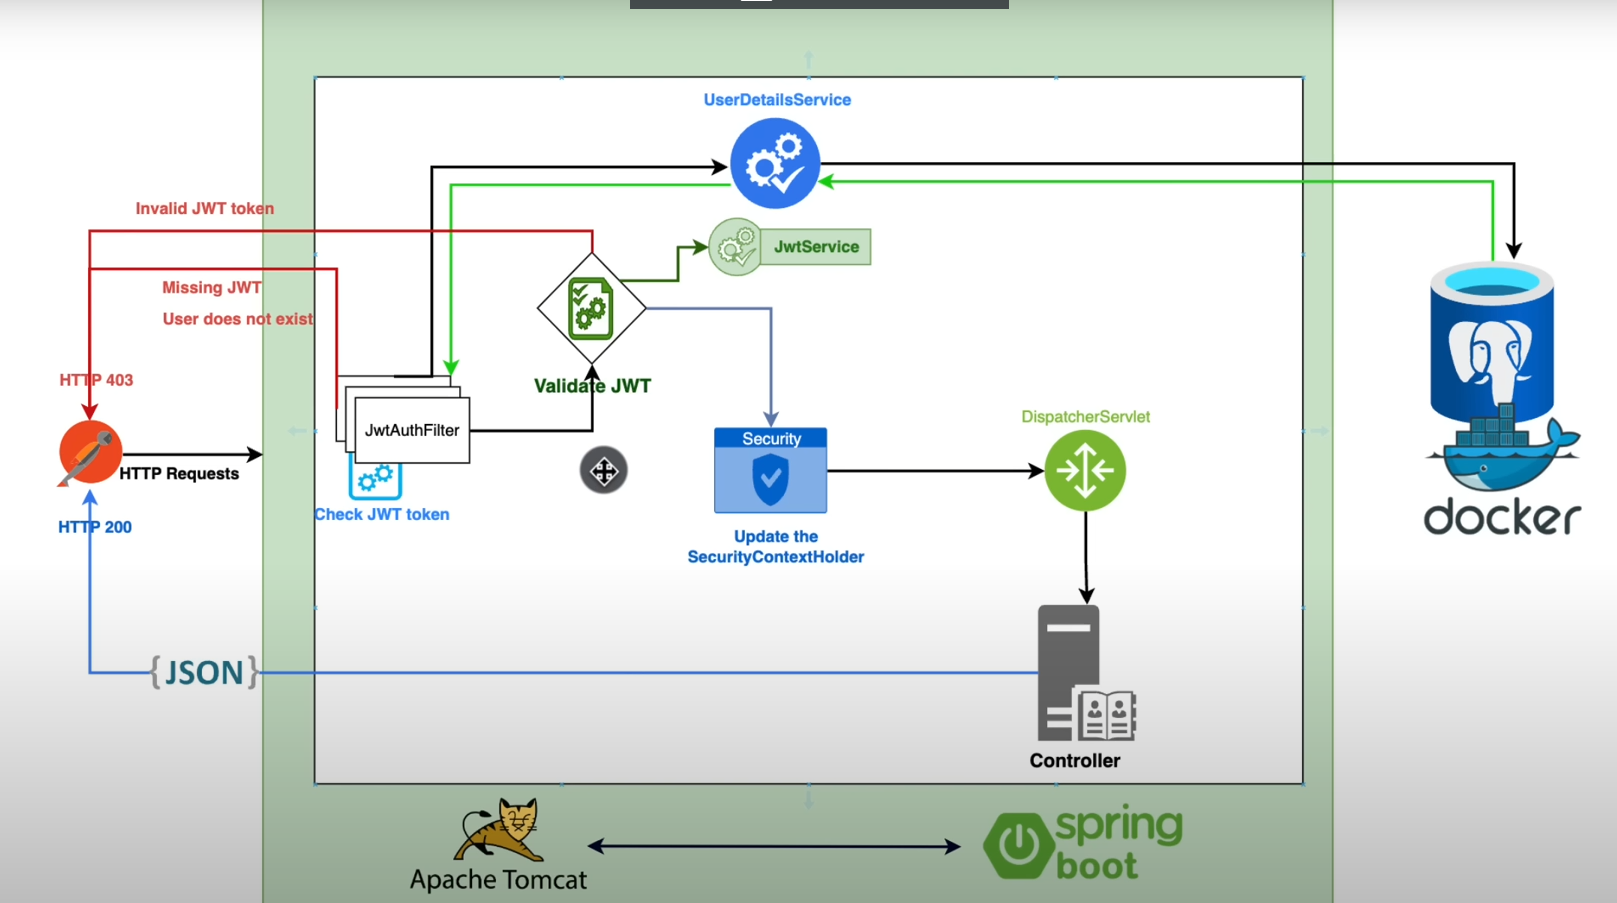 UserDetailsService
Invalid JWT token
JwtService
Missing JWT
User does not exist
HTTP 403
Validate JWT
JwtAuthFilter
Security
DispatcherServlet
HTTP Requests
Check JWT token
HTTP 200
Update the
SecurityContextHolder
docker
{JSON}
Controller
Apache Tomcat
spring
boot